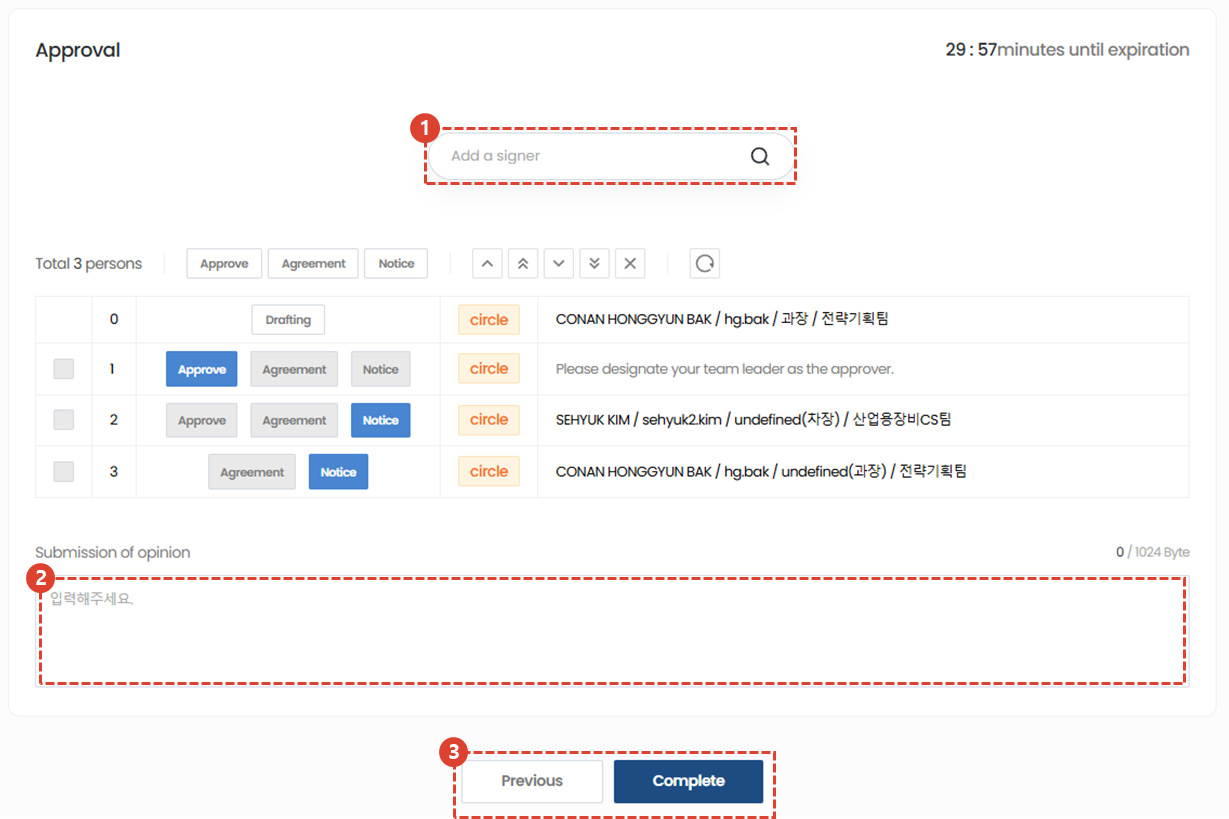 Approval 29 : 57minutes until expiration
1
Add a signer
Total 3 persons Approve Agreement Notice
0 Drafting circle CONAN HONGGYUN BAK / hg.bak / 과장 / 전략기획팀
1 Approve Agreement Notice circle Please designate your team leader as the approver.
2 Approve Agreement Notice circle SEHYUK KIM / sehyuk2.kim / undefined(차장) / 산업용장비CS팀
3 Agreement Notice circle CONAN HONGGYUN BAK / hg.bak / undefined(과장) / 전략기획팀
Submission of opinion 0 / 1024 Byte
2
입력해주세요.
3
Previous Complete